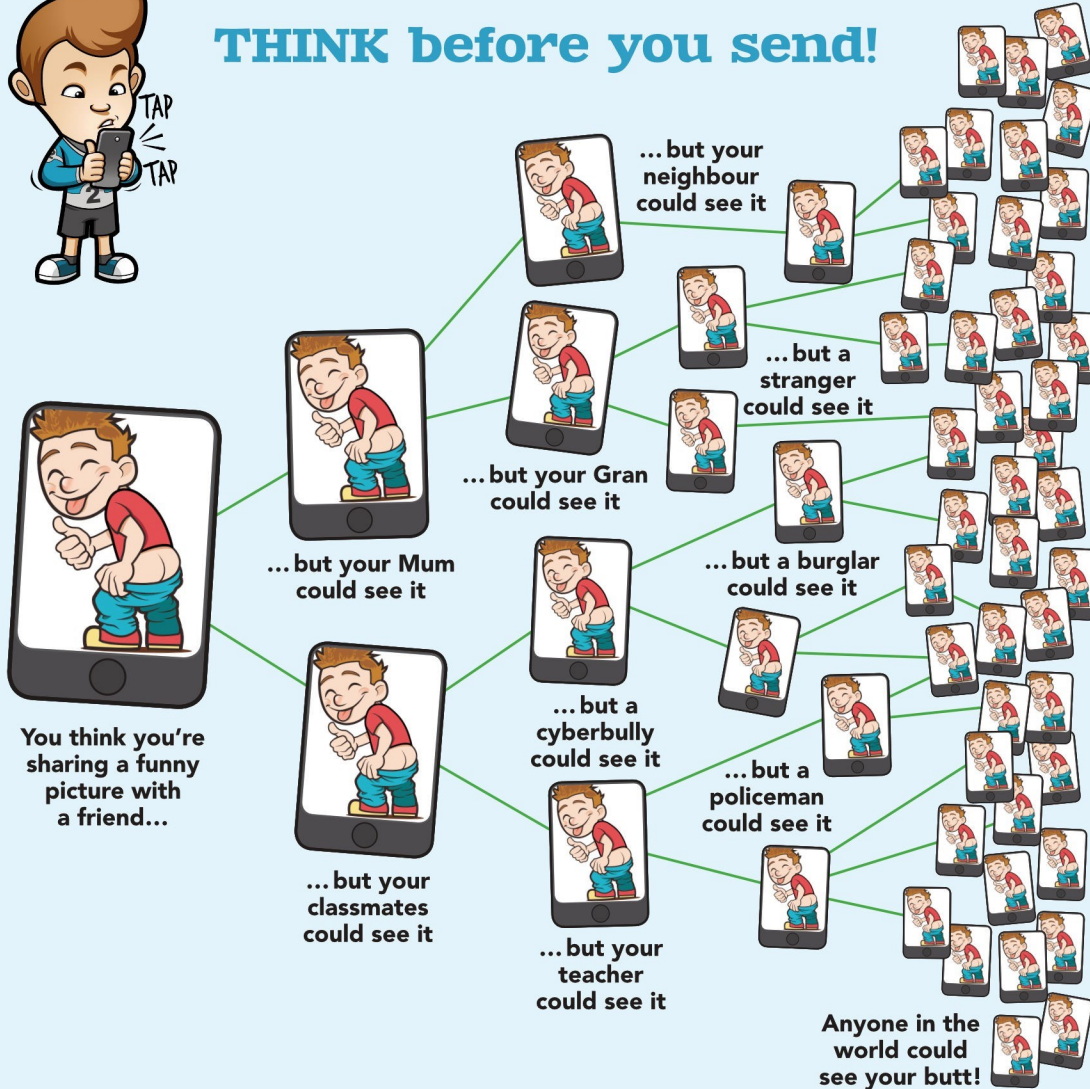 THINK before you send!
TAP
TAP
2
...but your
neighbour
could see it
...but a
stranger
could see it
...but your Gran
could see it
...but your Mum
could see it
...but a burglar
could see it
...but a
cyberbully
could see it
You think you're
sharing a funny
picture with
a friend...
...but a
policeman
could see it
...but your
classmates
could see it
...but your
teacher
could see it
Anyone in the
world could
see your butt!